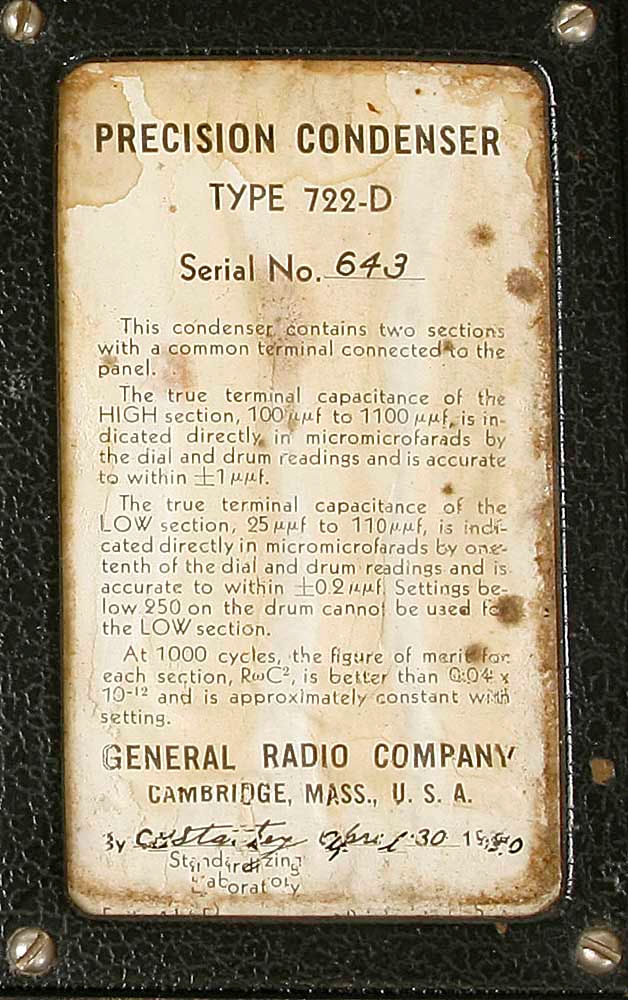 PRECISION CONDENSER
TYPE 722-D
Serial No. 643
This condenser contains two sections
with a common terminal connected to the
panel.
The true terminal capacitance of the
HIGH section, 100 μμf to 1100 μμf, is in-
dicated directly in micromicrofarads by
the dial and drum readings and is accurate
to within ±1 μμf.
The true terminal capacitance of the
LOW section, 25 μμf to 110 μμf, is indi-
cated directly in micromicrofarads by one-
tenth of the dial and drum readings and is
accurate to within ±0.2 μμf. Settings be-
low 250 on the drum cannot be used for
the LOW section.
At 1000 cycles, the figure of merit for
each section, RωC², is better than 0.04 x
10⁻¹² and is approximately constant with
setting.
GENERAL RADIO COMPANY
CAMBRIDGE, MASS., U. S. A.
By April 30 19
Standardizing
Laboratory